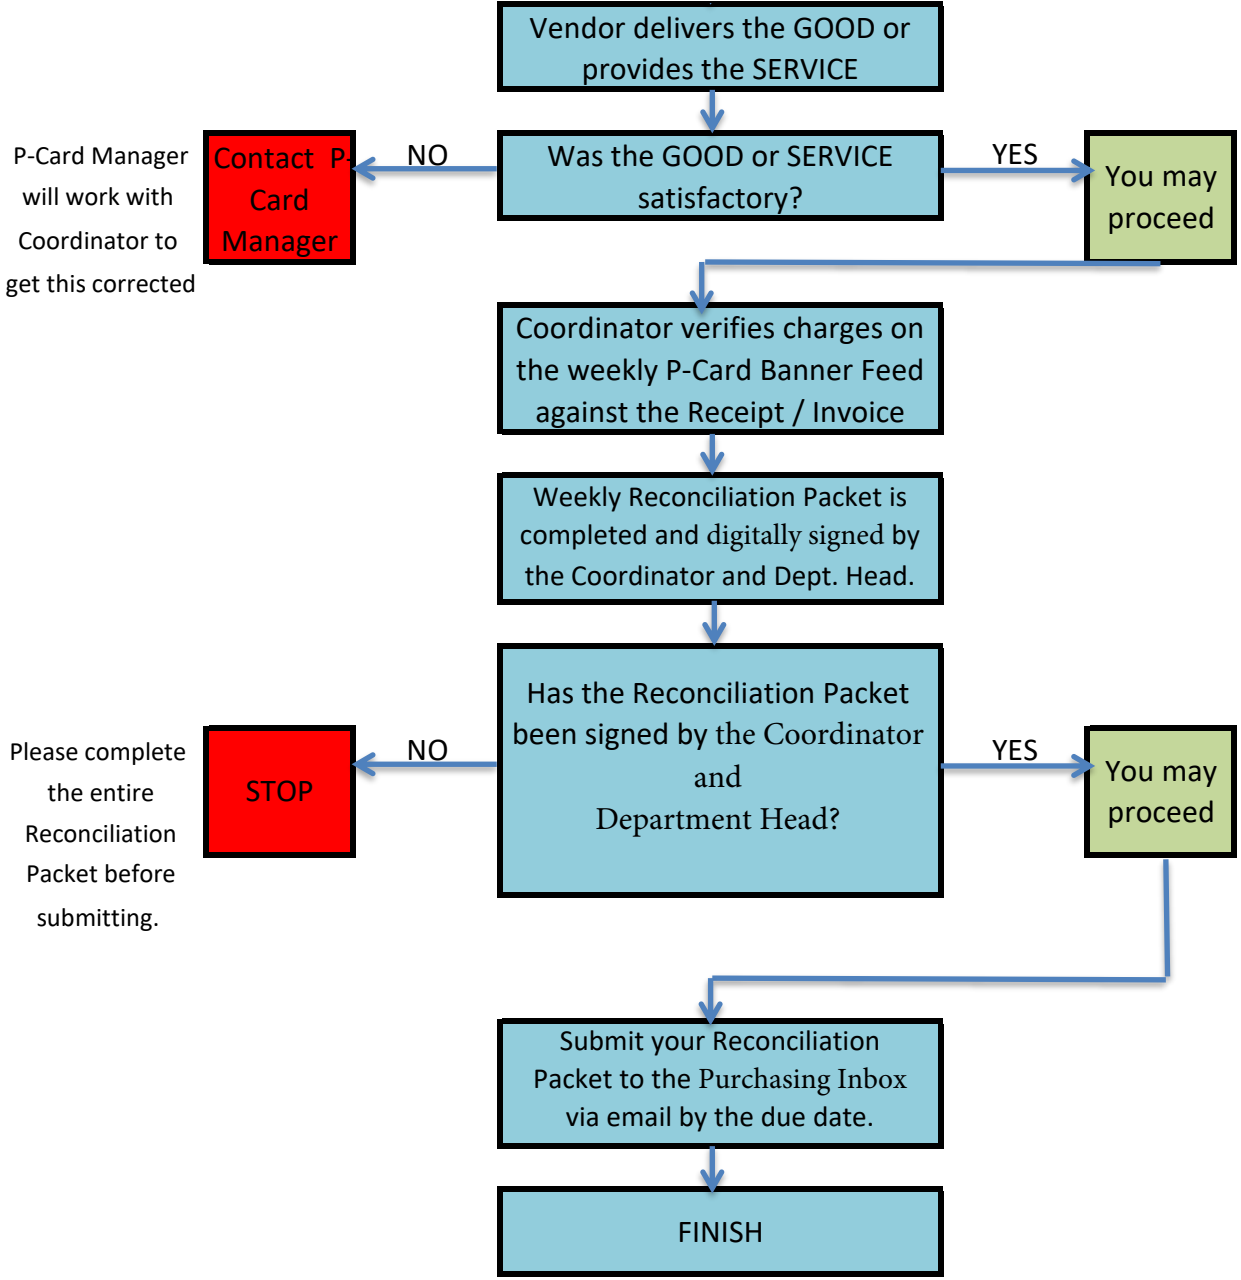 Vendor delivers the GOOD or
provides the SERVICE
P-Card Manager
will work with
Coordinator to
get this corrected
Contact P-
Card
Manager
NO
Was the GOOD or SERVICE
satisfactory?
YES
You may
proceed
Coordinator verifies charges on
the weekly P-Card Banner Feed
against the Receipt / Invoice
Weekly Reconciliation Packet is
completed and digitally signed by
the Coordinator and Dept. Head.
Please complete
the entire
Reconciliation
Packet before
submitting.
STOP
NO
Has the Reconciliation Packet
been signed by the Coordinator
and
Department Head?
YES
You may
proceed
Submit your Reconciliation
Packet to the Purchasing Inbox
via email by the due date.
FINISH